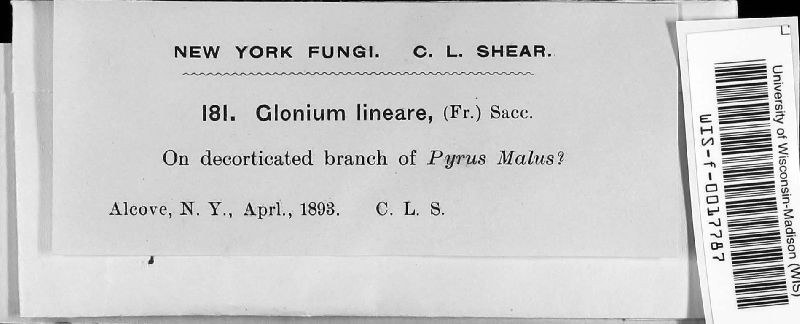 NEW YORK FUNGI. C. L. SHEAR.
181. Glonium lineare, (Fr.) Sacc.
On decorticated branch of Pyrus Malus?
Alcove, N. Y., Aprl., 1893. C. L. S.
University of Wisconsin-Madison (WIS)
WIS-f-0017787